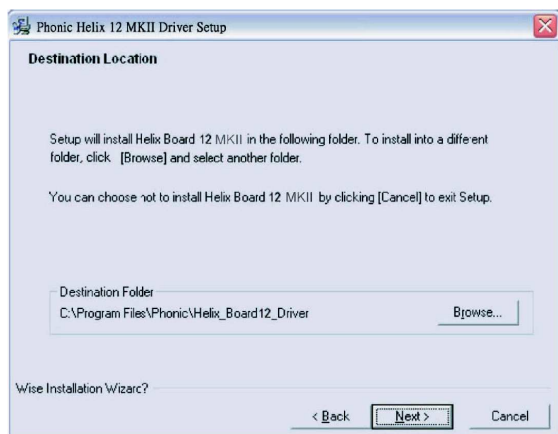 Phonic Helix 12 MKII Driver Setup
Destination Location
Setup will install Helix Board 12 MKII in the following folder. To install into a different
folder, click [Browse] and select another folder.
You can choose not to install Helix Board 12 MKII by clicking [Cancel] to exit Setup.
Destination Folder
C:\Program Files\Phonic\Helix_Board12_Driver
Browse...
Wise Installation Wizard?
< Back
Next >
Cancel